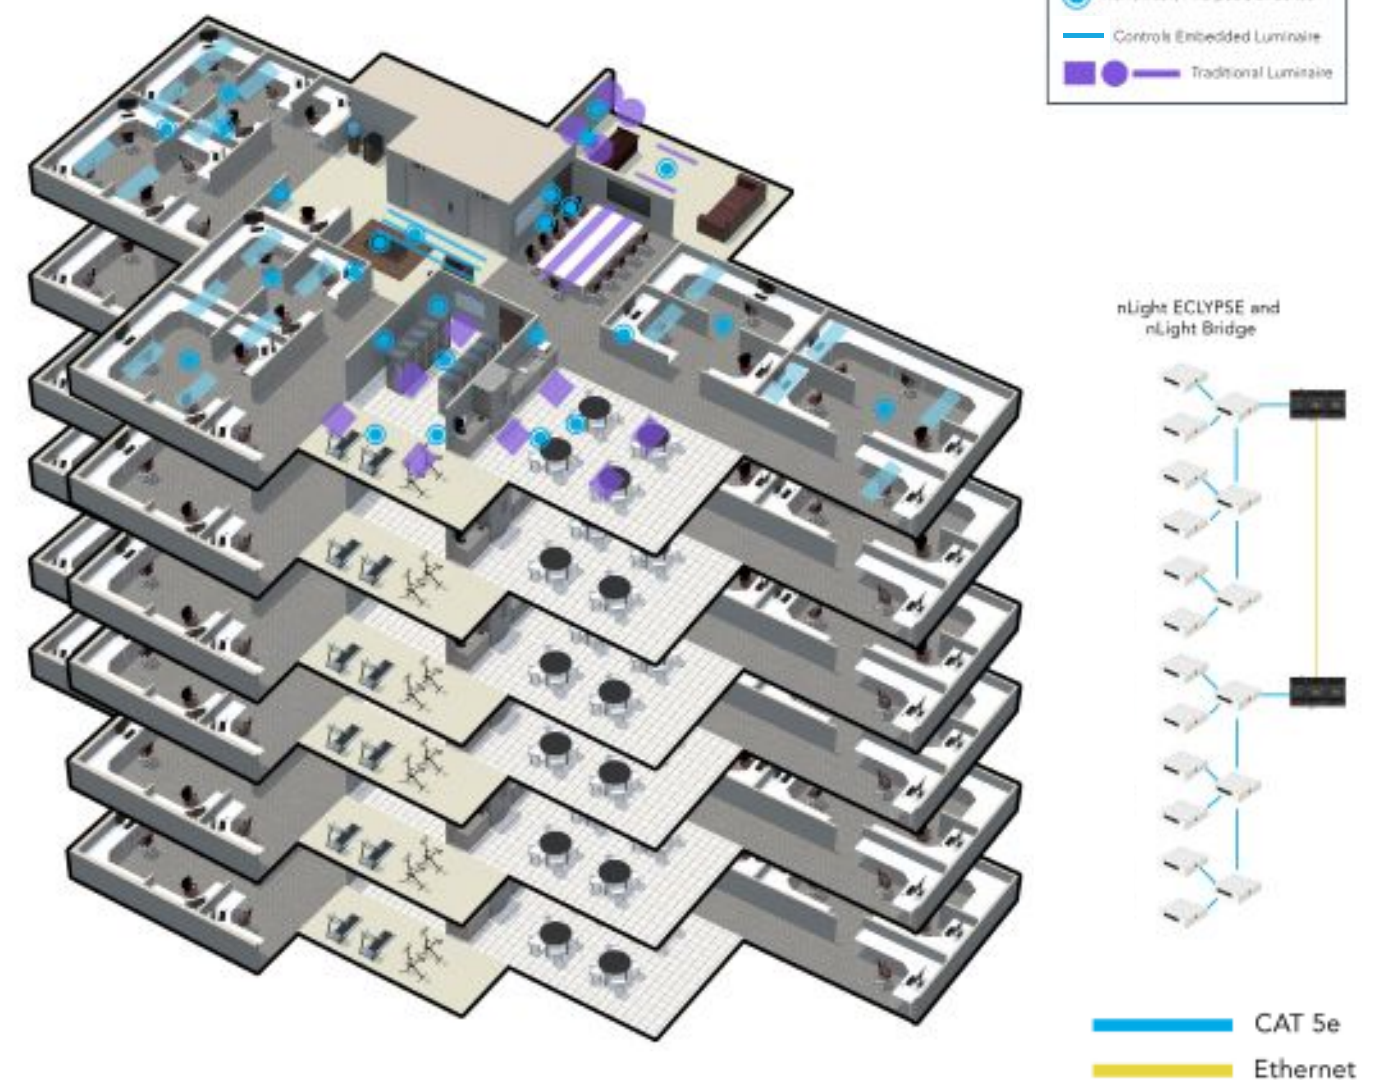 Controls Embedded Luminaire
Traditional Luminaire
nLight ECLYPSE and
nLight Bridge
CAT 5e
Ethernet